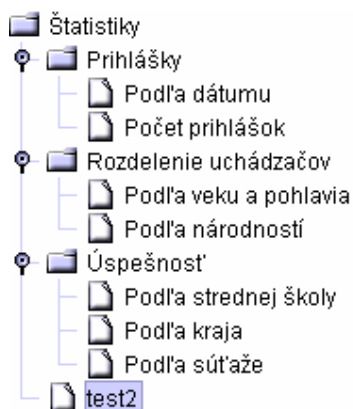 Štatistiky
Prihlášky
Podľa dátumu
Počet prihlášok
Rozdelenie uchádzačov
Podľa veku a pohlavia
Podľa národností
Úspešnosť
Podľa strednej školy
Podľa kraja
Podľa súťaže
test2